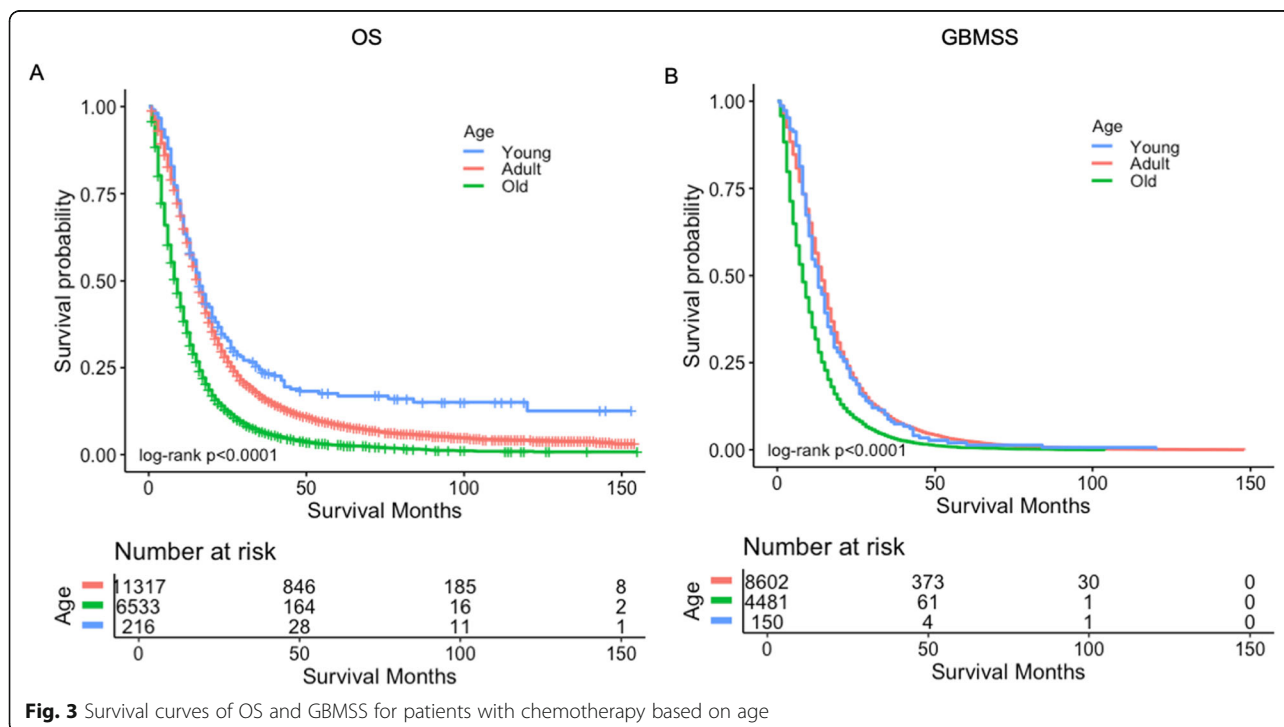 OS
A
1.00
0.75
0.50
0.25
0.00
Survival probability
Age
Young
Adult
Old
log-rank p<0.0001
0 50 100 150
Survival Months
Number at risk
Age
11317 846 185 8
6533 164 16 2
216 28 11 1
0 50 100 150
Survival Months
GBMSS
B
1.00
0.75
0.50
0.25
0.00
Survival probability
Age
Young
Adult
Old
log-rank p<0.0001
0 50 100 150
Survival Months
Number at risk
Age
8602 373 30 0
4481 61 1 0
150 4 1 0
0 50 100 150
Survival Months
Fig. 3 Survival curves of OS and GBMSS for patients with chemotherapy based on age